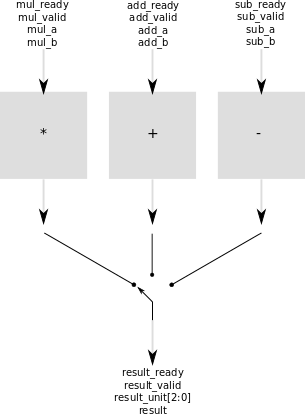 mul_ready
mul_valid
mul_a
mul_b
add_ready
add_valid
add_a
add_b
sub_ready
sub_valid
sub_a
sub_b
*
+
-
result_ready
result_valid
result_unit[2:0]
result